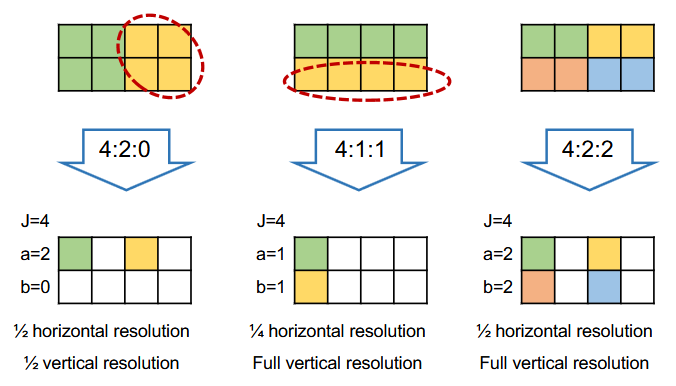 4:2:0 4:1:1 4:2:2
J=4 J=4 J=4
a=2 a=1 a=2
b=0 b=1 b=2
½ horizontal resolution ¼ horizontal resolution ½ horizontal resolution
½ vertical resolution Full vertical resolution Full vertical resolution